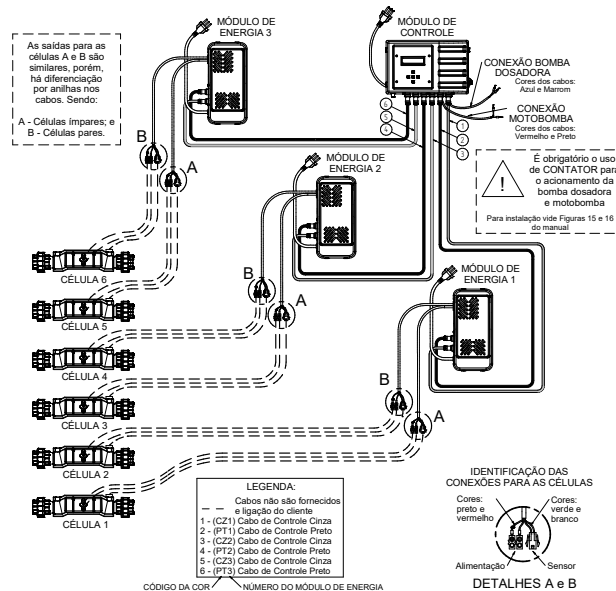 As saídas para as
células A e B são
similares, porém,
há diferenciação
por anilhas nos
cabos. Sendo:
A - Células ímpares; e
B - Células pares.
MÓDULO DE
ENERGIA 3
MÓDULO DE
CONTROLE
CONEXÃO BOMBA
DOSADORA
Cores dos cabos:
Azul e Marrom
CONEXÃO
MOTOBOMBA
Cores dos cabos:
Vermelho e Preto
6
5
4
1
2
3
!
É obrigatório o uso
de CONTATOR para
o acionamento da
bomba dosadora
e motobomba
Para instalação vide Figuras 15 e 16
do manual
B
A
MÓDULO DE
ENERGIA 2
B
A
MÓDULO DE
ENERGIA 1
B
A
CÉLULA 6
CÉLULA 5
CÉLULA 4
CÉLULA 3
CÉLULA 2
CÉLULA 1
LEGENDA:
Cabos não são fornecidos
e ligação do cliente
1 - (CZ1) Cabo de Controle Cinza
2 - (PT1) Cabo de Controle Preto
3 - (CZ2) Cabo de Controle Cinza
4 - (PT2) Cabo de Controle Preto
5 - (CZ3) Cabo de Controle Cinza
6 - (PT3) Cabo de Controle Preto
CÓDIGO DA COR
NÚMERO DO MÓDULO DE ENERGIA
IDENTIFICAÇÃO DAS
CONEXÕES PARA AS CÉLULAS
Cores:
preto e
vermelho
Cores:
verde e
branco
Alimentação
Sensor
DETALHES A e B